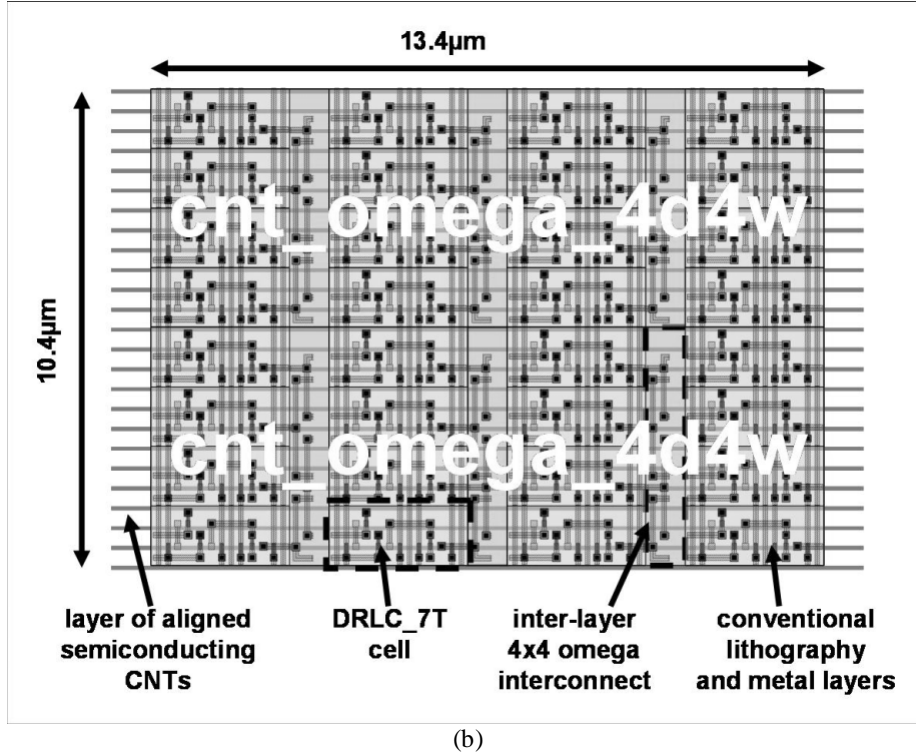 13.4µm
10.4µm
cnt_omega_4d4w
cnt_omega_4d4w
layer of aligned
semiconducting
CNTs
DRLC_7T
cell
inter-layer
4x4 omega
interconnect
conventional
lithography
and metal layers
(b)